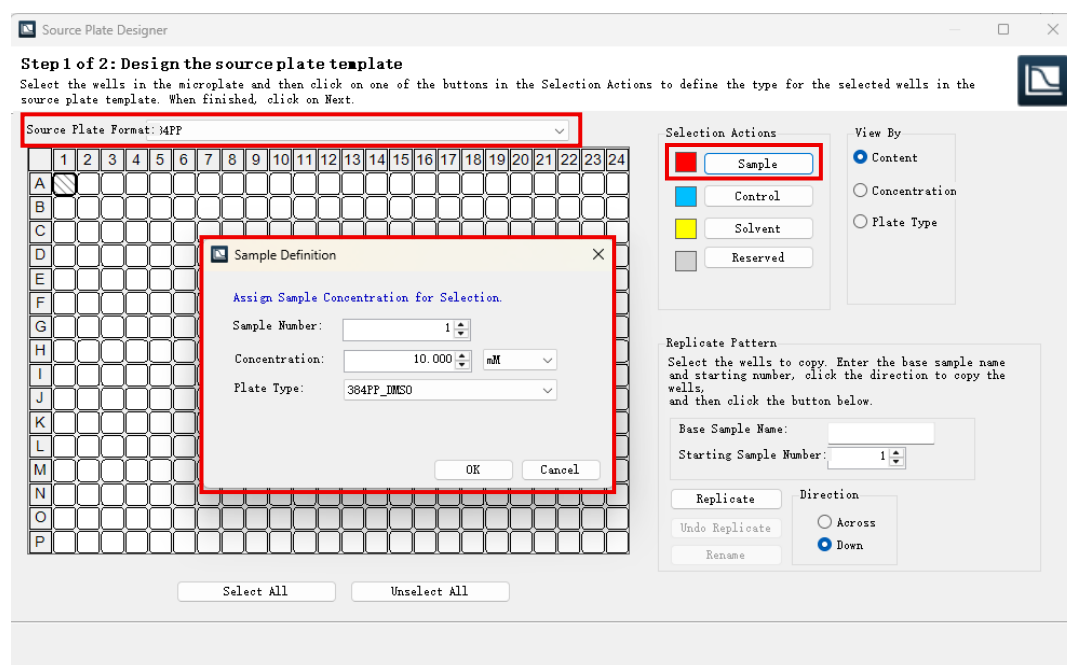 Source Plate Designer
Step 1 of 2: Design the source plate template
Select the wells in the microplate and then click on one of the buttons in the Selection Actions to define the type for the selected wells in the
source plate template. When finished, click on Next.
Source Plate Format:
Selection Actions
View By
Sample
Content
Control
Concentration
Solvent
Plate Type
Reserved
1 2 3 4 5 6 7 8 9 10 11 12 13 14 15 16 17 18 19 20 21 22 23 24
A
B
C
D
E
F
G
H
I
J
K
L
M
N
O
P
Sample Definition
Assign Sample Concentration for Selection.
Sample Number: 1
Concentration: 10.000 mM
Plate Type: 384PP_DMSO
OK Cancel
Replicate Pattern
Select the wells to copy. Enter the base sample name
and starting number, click the direction to copy the
wells,
and then click the button below.
Base Sample Name:
Starting Sample Number: 1
Replicate
Direction
Undo Replicate
Across
Rename
Down
Select All Unselect All